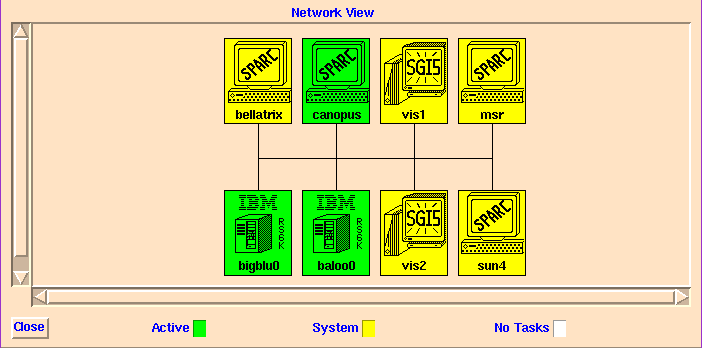 Network View
SPARC SPARC SGI5 SPARC
bellatrix canopus vis1 msr
IBM IBM SGI5 SPARC
bigblu0 baloo0 vis2 sun4
Close Active System No Tasks